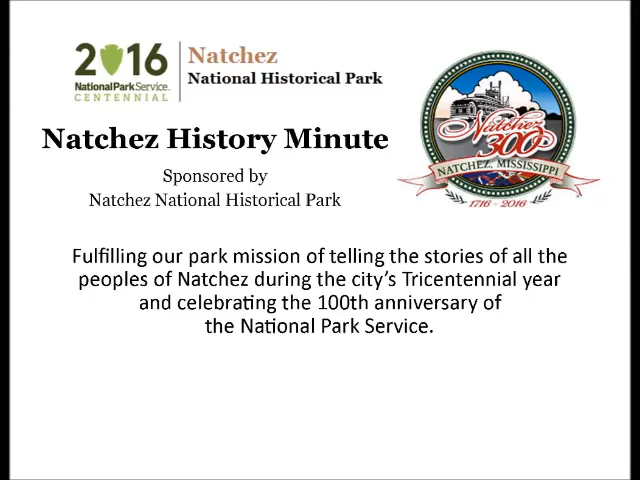 2016
National Park Service
CENTENNIAL
Natchez
National Historical Park
Natchez History Minute
Sponsored by
Natchez National Historical Park
Natchez
300
NATCHEZ, MISSISSIPPI
1716 - 2016
Fulfilling our park mission of telling the stories of all the
peoples of Natchez during the city's Tricentennial year
and celebrating the 100th anniversary of
the National Park Service.